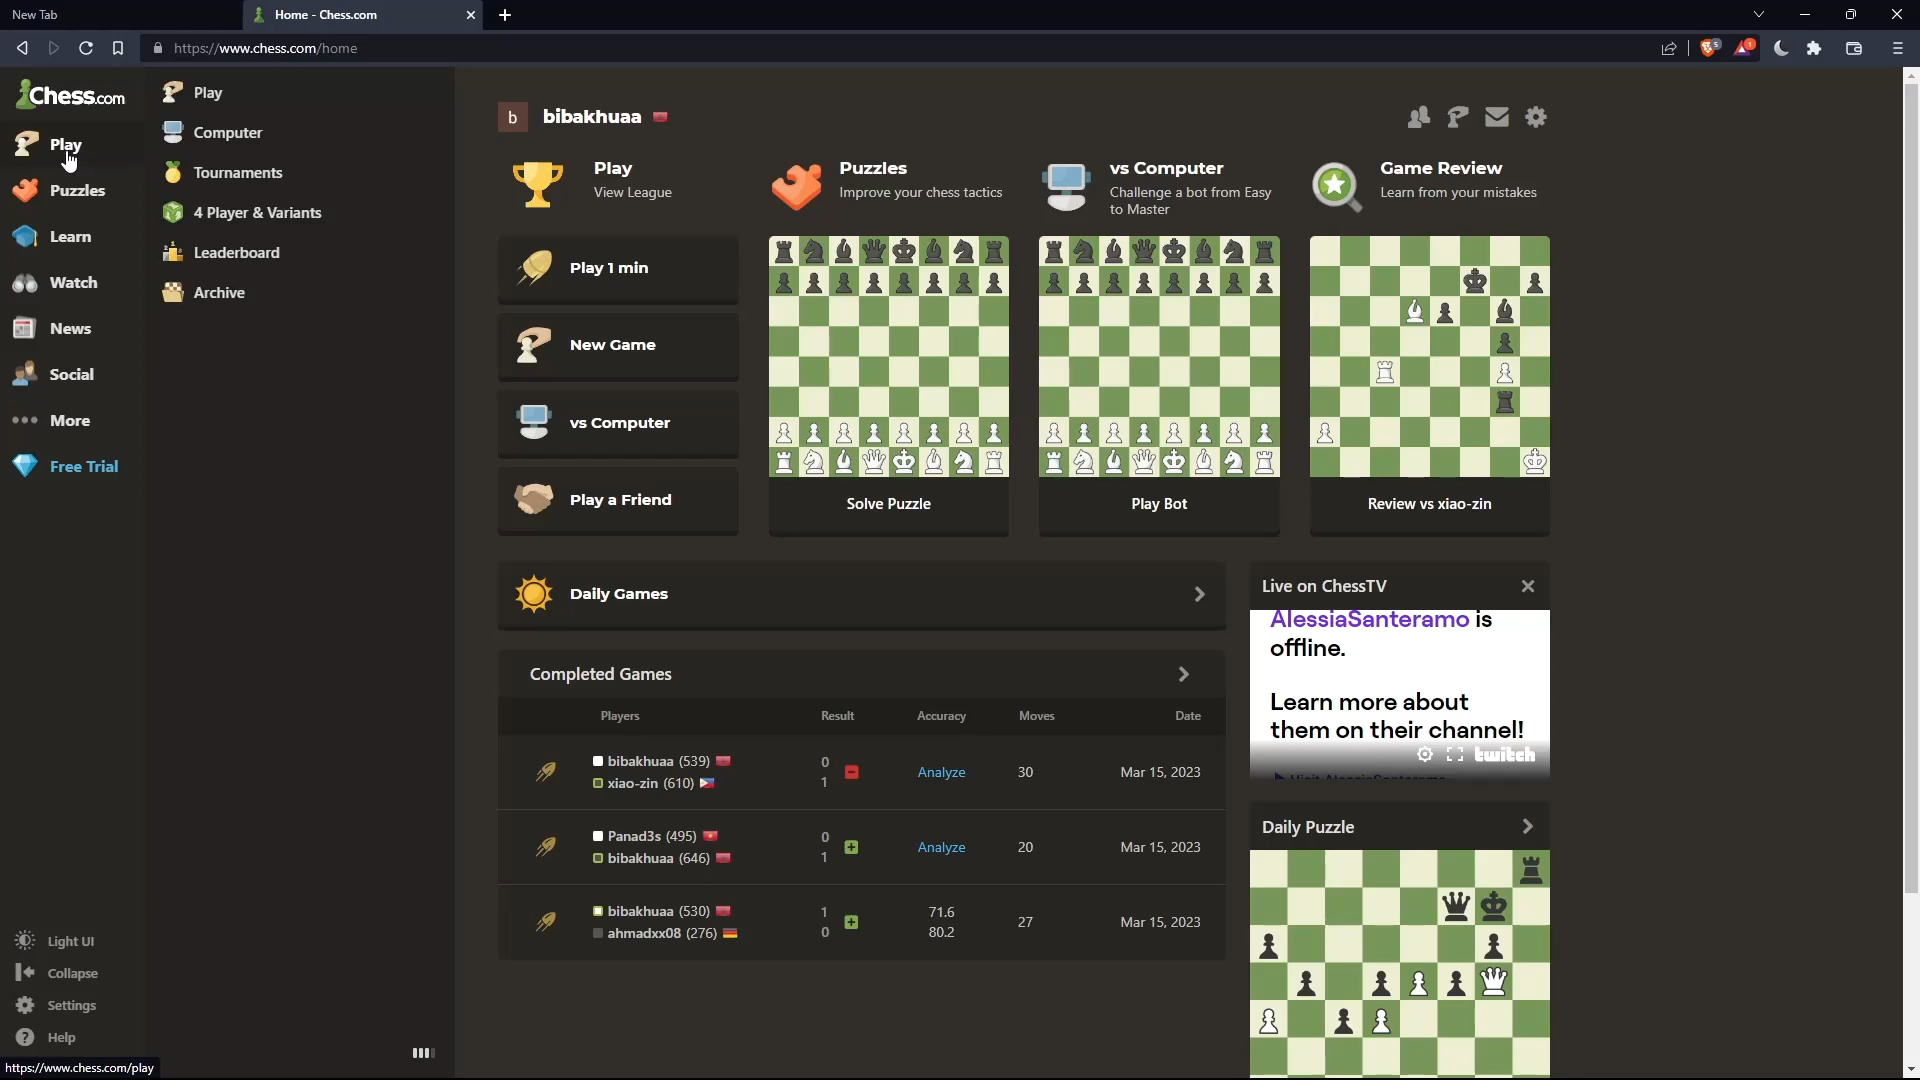 New Tab
Home - Chess.com
https://www.chess.com/home
5
1
Chess.com
Play
Puzzles
Learn
Watch
News
Social
More
Free Trial
Light UI
Collapse
Settings
Help
https://www.chess.com/play
Play
Computer
Tournaments
4 Player & Variants
Leaderboard
Archive
b bibakhuaa
Play
View League
Puzzles
Improve your chess tactics
vs Computer
Challenge a bot from Easy
to Master
Game Review
Learn from your mistakes
Play 1 min
New Game
vs Computer
Play a Friend
Solve Puzzle
Play Bot
Review vs xiao-zin
Daily Games
Completed Games
Players Result Accuracy Moves Date
bibakhuaa (539) 0
xiao-zin (610) 1
Analyze 30 Mar 15, 2023
Panad3s (495) 0
bibakhuaa (646) 1
Analyze 20 Mar 15, 2023
bibakhuaa (530) 1 71.6
ahmadxx08 (276) 0 80.2
27 Mar 15, 2023
Live on ChessTV
AlessiaSanteramo is
offline.
Learn more about
them on their channel!
twitch
Daily Puzzle